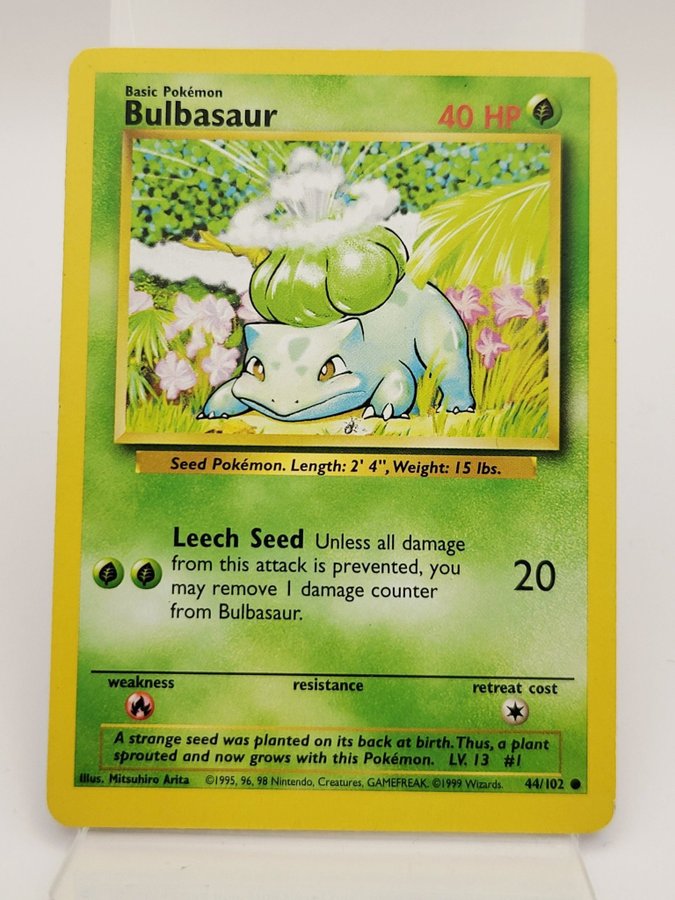 Basic Pokémon
Bulbasaur
40 HP
Seed Pokémon. Length: 2' 4", Weight: 15 lbs.
Leech Seed Unless all damage
from this attack is prevented, you
may remove 1 damage counter
from Bulbasaur.
20
weakness
resistance
retreat cost
A strange seed was planted on its back at birth. Thus, a plant
sprouted and now grows with this Pokémon. LV. 13 #1
Illus. Mitsuhiro Arita ©1995, 96, 98 Nintendo, Creatures, GAMEFREAK. ©1999 Wizards. 44/102